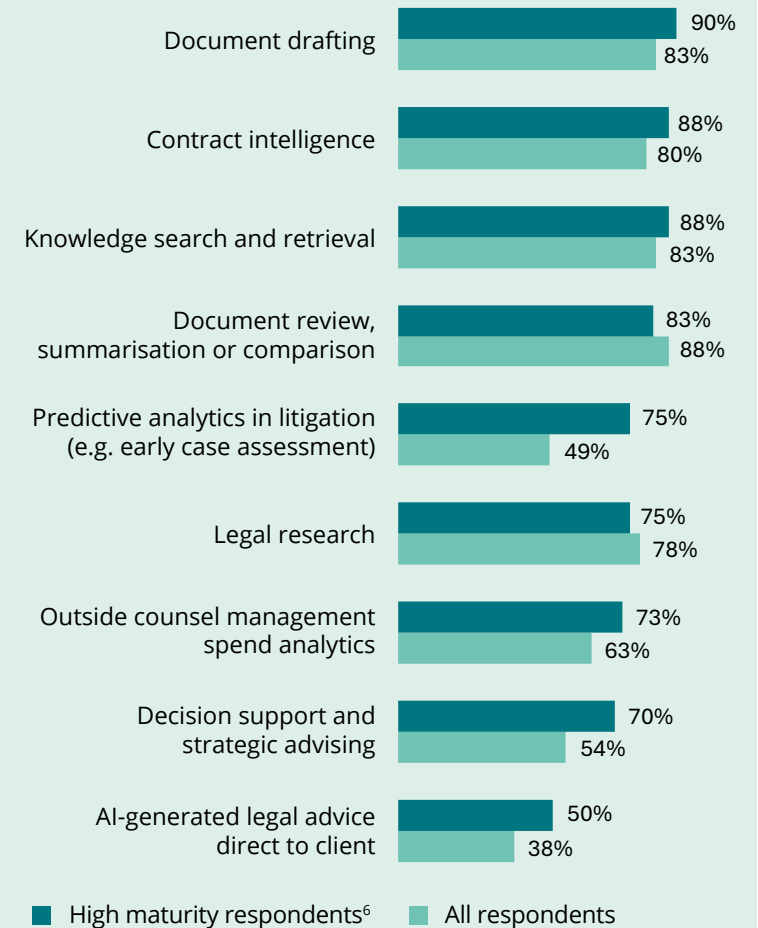 Document drafting
90%
83%
Contract intelligence
88%
80%
Knowledge search and retrieval
88%
83%
Document review,
summarisation or comparison
83%
88%
Predictive analytics in litigation
(e.g. early case assessment)
75%
49%
Legal research
75%
78%
Outside counsel management
spend analytics
73%
63%
Decision support and
strategic advising
70%
54%
AI-generated legal advice
direct to client
50%
38%
High maturity respondents⁶
All respondents